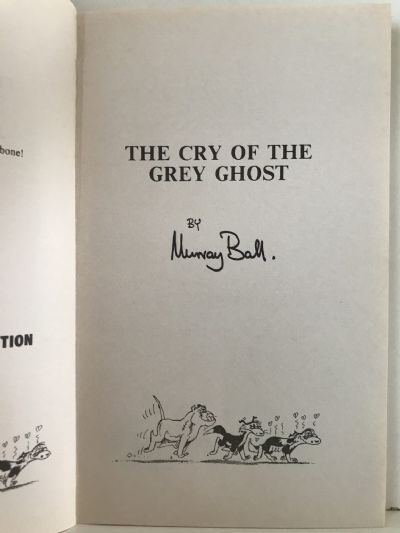 bone!
TION
THE CRY OF THE
GREY GHOST
BY
Murray Ball.